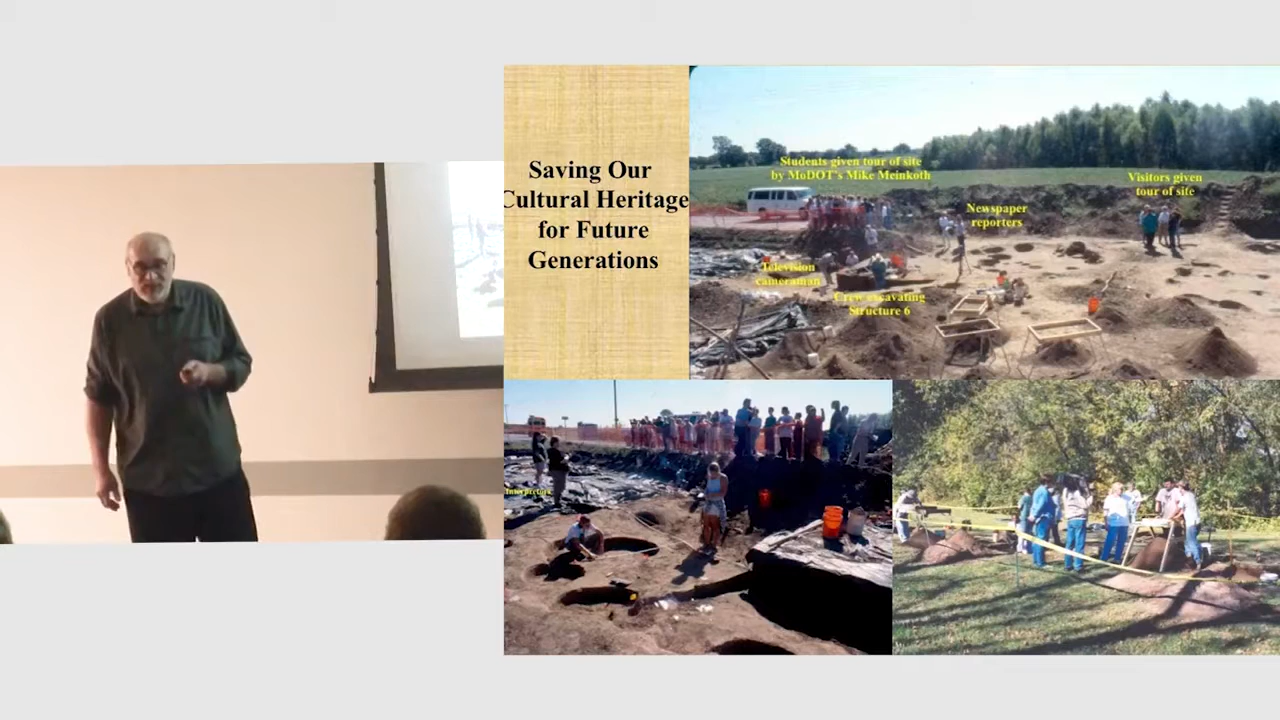 Saving Our
Cultural Heritage
for Future
Generations
Students given tour of site
by MoDOT's Mike Meinkoth
Visitors given
tour of site
Newspaper
reporters
Television
cameraman
Crew excavating
Structure 6
Interpretors